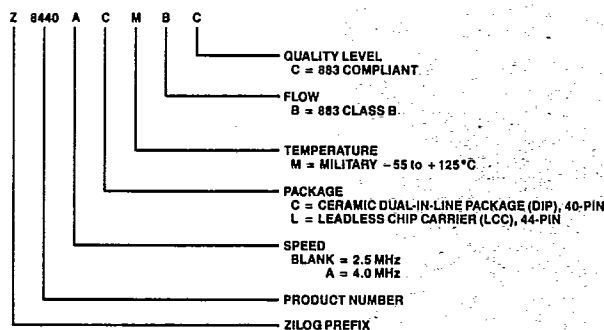 Z 8440 A C M B C
QUALITY LEVEL
C = 883 COMPLIANT
FLOW
B = 883 CLASS B
TEMPERATURE
M = MILITARY −55 to +125°C
PACKAGE
C = CERAMIC DUAL-IN-LINE PACKAGE (DIP), 40-PIN
L = LEADLESS CHIP CARRIER (LCC), 44-PIN
SPEED
BLANK = 2.5 MHz
A = 4.0 MHz
PRODUCT NUMBER
ZILOG PREFIX